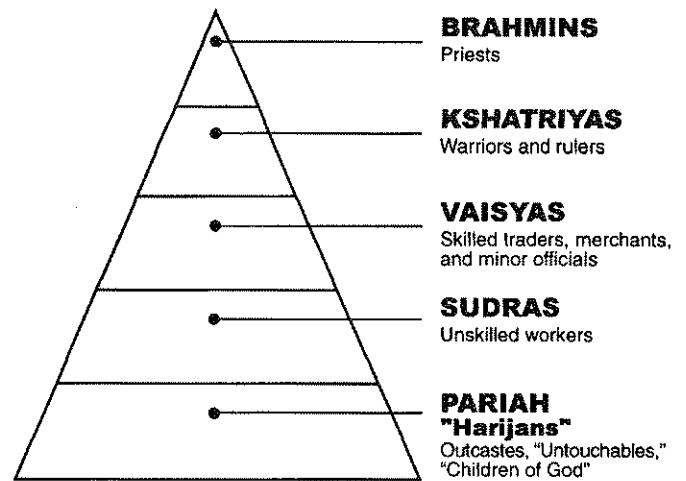 BRAHMINS
Priests
KSHATRIYAS
Warriors and rulers
VAISYAS
Skilled traders, merchants,
and minor officials
SUDRAS
Unskilled workers
PARIAH
"Harijans"
Outcastes, "Untouchables,"
"Children of God"